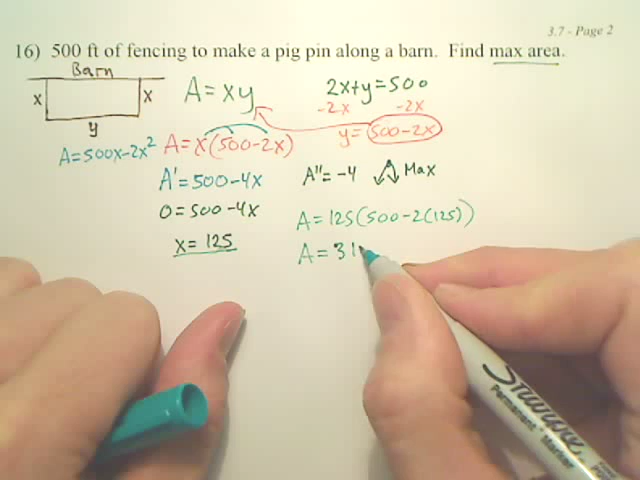 3.7 - Page 2
16) 500 ft of fencing to make a pig pin along a barn. Find max area.
Barn
x x
y
A = xy
2x+y=500
-2x -2x
y = 500-2x
A=500x-2x²
A = x(500-2x)
A' = 500-4x
A" = -4 Max
0 = 500-4x
x = 125
A = 125(500-2(125))
A = 31
Sharpie
Permanent Marker